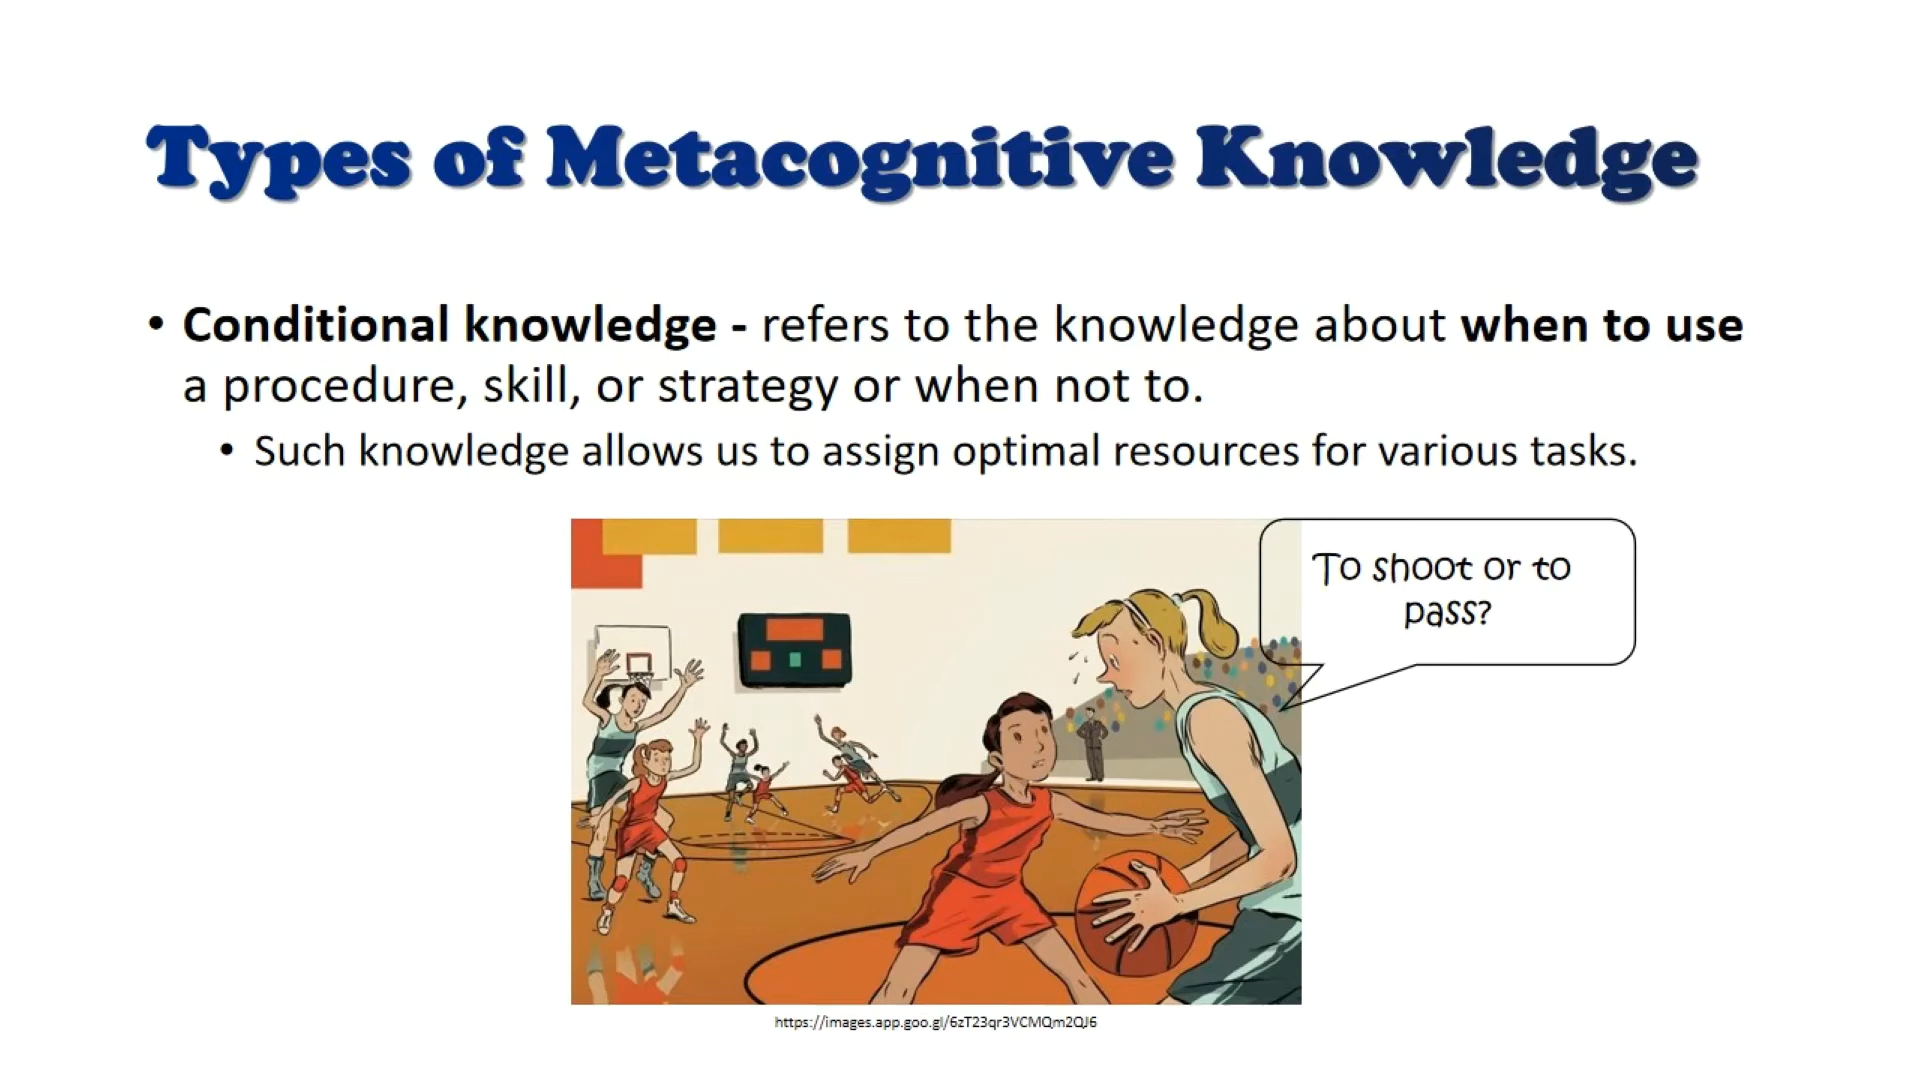 Types of Metacognitive Knowledge
• Conditional knowledge - refers to the knowledge about when to use
a procedure, skill, or strategy or when not to.
• Such knowledge allows us to assign optimal resources for various tasks.
To shoot or to
pass?
https://images.app.goo.gl/6zT23qr3VCMQm2QJ6